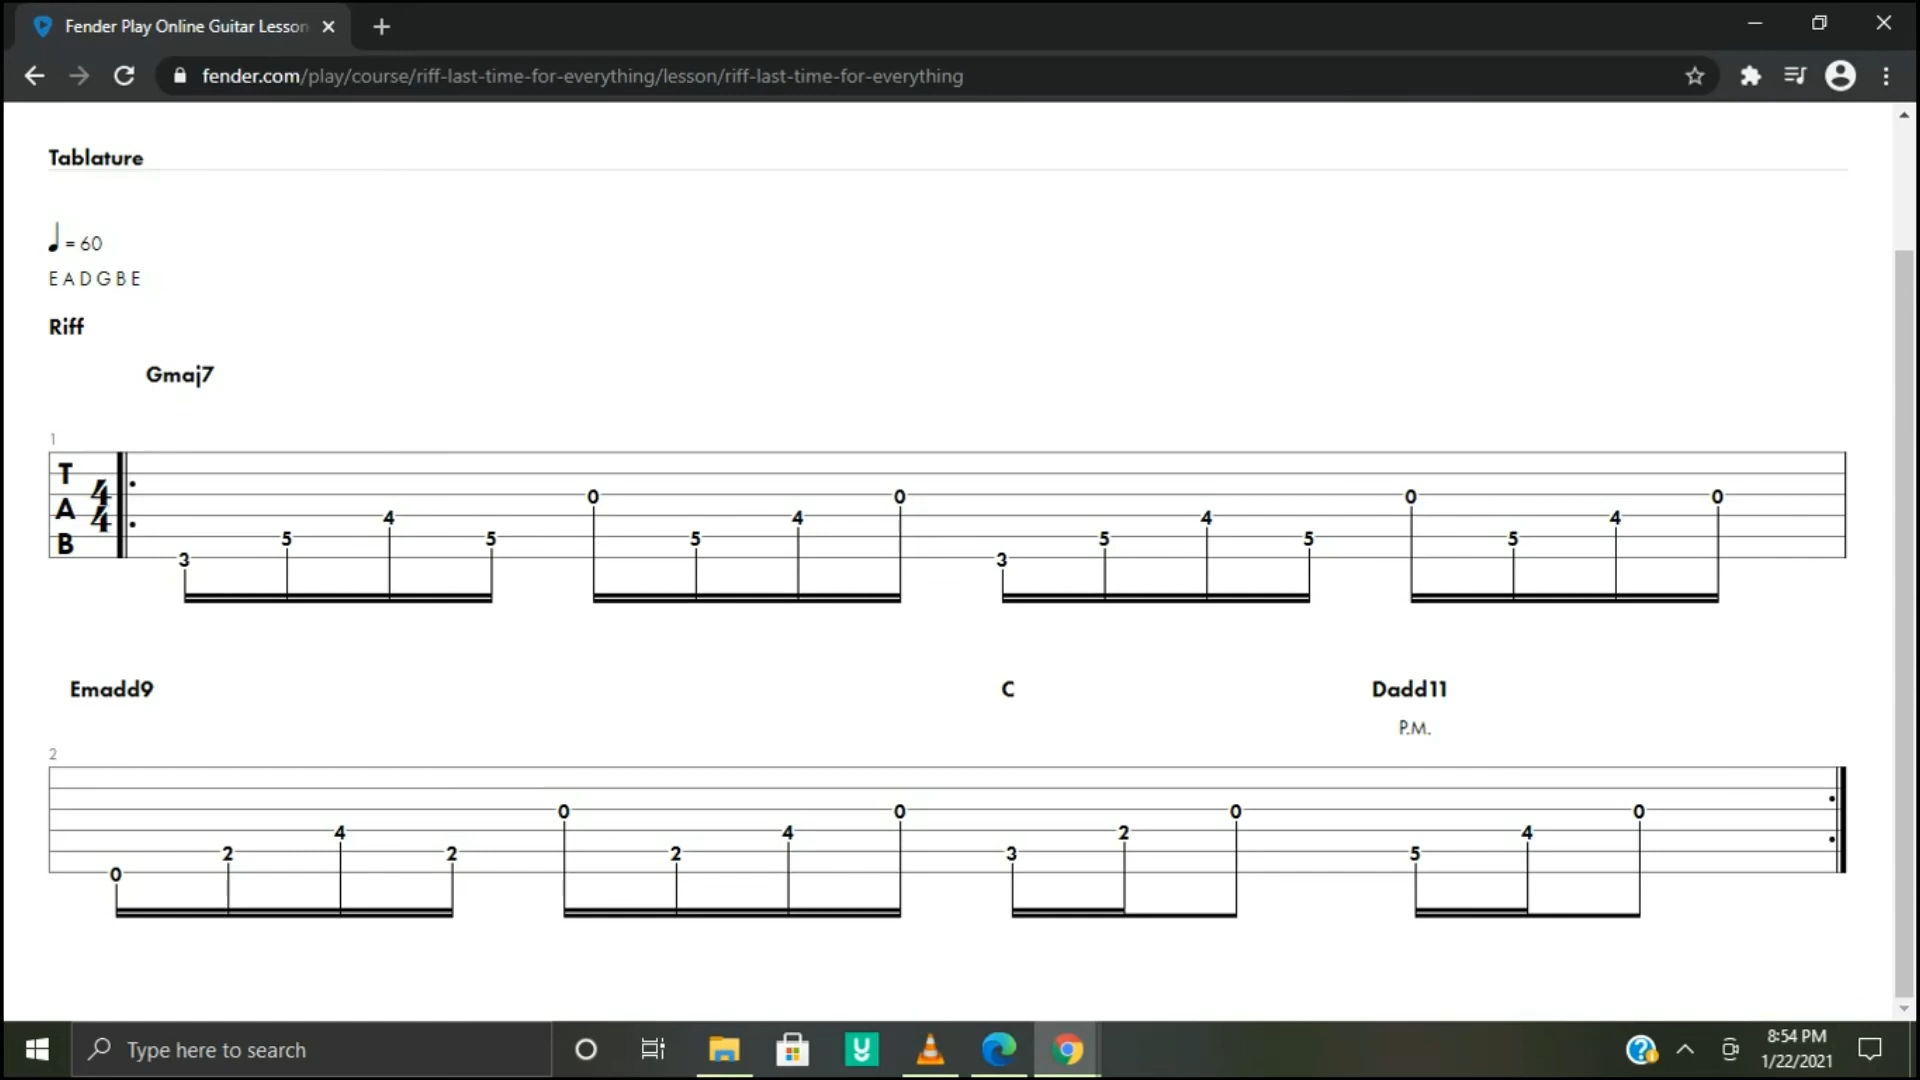 Fender Play Online Guitar Lesson
fender.com/play/course/riff-last-time-for-everything/lesson/riff-last-time-for-everything
Tablature
= 60
E A D G B E
Riff
Gmaj7
1
T A B 4 4
0 0 0 0
4 4 4 4
5 5 5 5 5 5
3 3
Emadd9 C Dadd11
P.M.
2
0 0 0 0
4 4 2 4
2 2 2 3 5
0
Type here to search
8:54 PM
1/22/2021